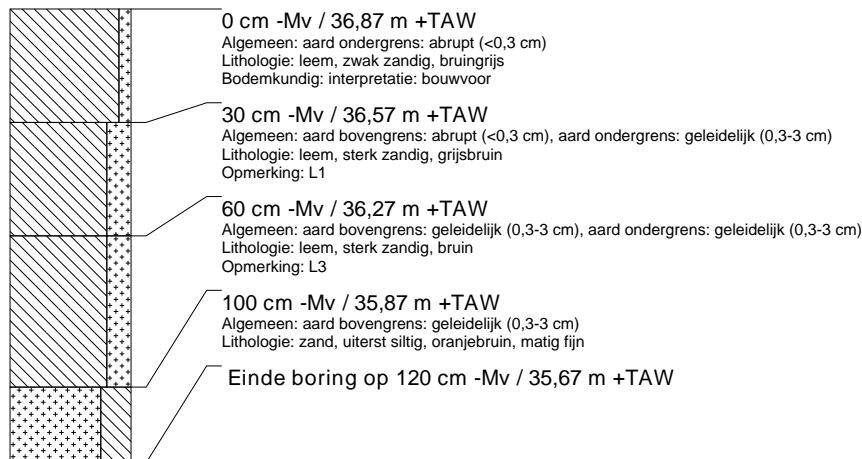 0 cm -Mv / 36,87 m +TAW
Algemeen: aard ondergrens: abrupt (<0,3 cm)
Lithologie: leem, zwak zandig, bruingrijs
Bodemkundig: interpretatie: bouwvoor
30 cm -Mv / 36,57 m +TAW
Algemeen: aard bovengrens: abrupt (<0,3 cm), aard ondergrens: geleidelijk (0,3-3 cm)
Lithologie: leem, sterk zandig, grijsbruin
Opmerking: L1
60 cm -Mv / 36,27 m +TAW
Algemeen: aard bovengrens: geleidelijk (0,3-3 cm), aard ondergrens: geleidelijk (0,3-3 cm)
Lithologie: leem, sterk zandig, bruin
Opmerking: L3
100 cm -Mv / 35,87 m +TAW
Algemeen: aard bovengrens: geleidelijk (0,3-3 cm)
Lithologie: zand, uiterst siltig, oranjebruin, matig fijn
Einde boring op 120 cm -Mv / 35,67 m +TAW